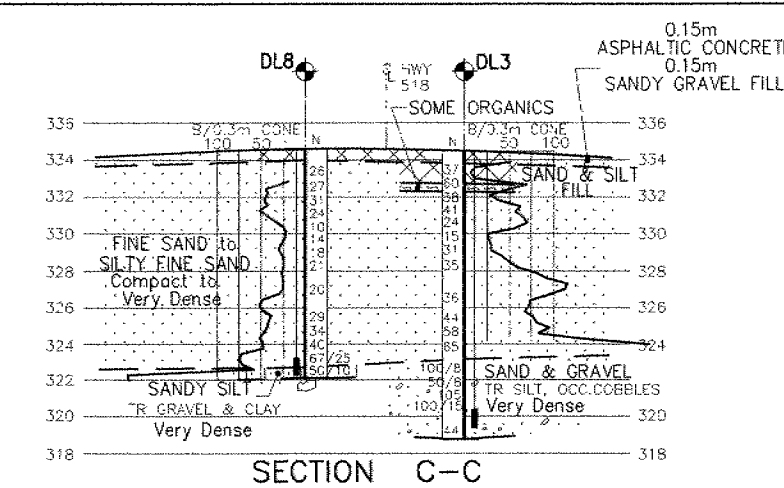 0.15m
ASPHALTIC CONCRETE
0.15m
SANDY GRAVEL FILL
DL8
HWY
518
DL3
SOME ORGANICS
336
B/0.3m CONE
100 50
N
N
B/0.3m CONE
50 100
336
334
334
SAND & SILT
FILL
332
332
330
330
328
328
326
326
324
324
322
322
320
320
318
318
FINE SAND to
SILTY FINE SAND
Compact to
Very Dense
26
27
31
24
10
14
18
21
20
29
34
40
67/25
50/10
37
60
38
41
24
15
31
35
36
44
58
85
100/8
50/8
105
100/15
44
SANDY SILT
TR GRAVEL & CLAY
Very Dense
SAND & GRAVEL
TR SILT, OCC.COBBLES
Very Dense
SECTION C-C